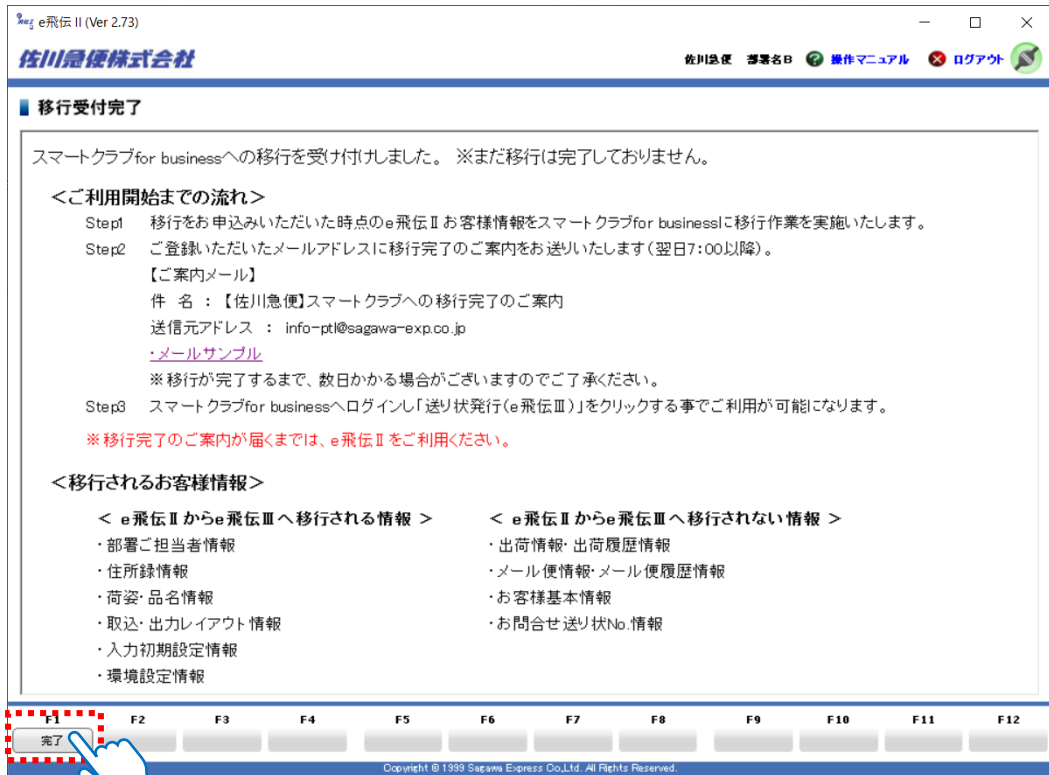 e飛伝Ⅱ(Ver 2.73)
佐川急便株式会社
佐川急便 部署名B 操作マニュアル ログアウト
移行受付完了
スマートクラブfor businessへの移行を受け付けしました。 ※まだ移行は完了しておりません。
＜ご利用開始までの流れ＞
Step1 移行をお申込みいただいた時点のe飛伝Ⅱお客様情報をスマートクラブfor businessに移行作業を実施いたします。
Step2 ご登録いただいたメールアドレスに移行完了のご案内をお送りいたします(翌日7:00以降)。
【ご案内メール】
件 名 : 【佐川急便】スマートクラブへの移行完了のご案内
送信元アドレス : info-ptl@sagawa-exp.co.jp
・メールサンプル
※移行が完了するまで、数日かかる場合がございますのでご了承ください。
Step3 スマートクラブfor businessへログインし「送り状発行(e飛伝Ⅲ)」をクリックする事でご利用が可能になります。
※移行完了のご案内が届くまでは、e飛伝Ⅱをご利用ください。
＜移行されるお客様情報＞
＜ e飛伝Ⅱからe飛伝Ⅲへ移行される情報 ＞
・部署ご担当者情報
・住所録情報
・荷姿・品名情報
・取込・出力レイアウト情報
・入力初期設定情報
・環境設定情報
＜ e飛伝Ⅱからe飛伝Ⅲへ移行されない情報 ＞
・出荷情報・出荷履歴情報
・メール便情報・メール便履歴情報
・お客様基本情報
・お問合せ送り状No.情報
F1 F2 F3 F4 F5 F6 F7 F8 F9 F10 F11 F12
完了
Copyright © 1999 Sagawa Express Co.,Ltd. All Rights Reserved.